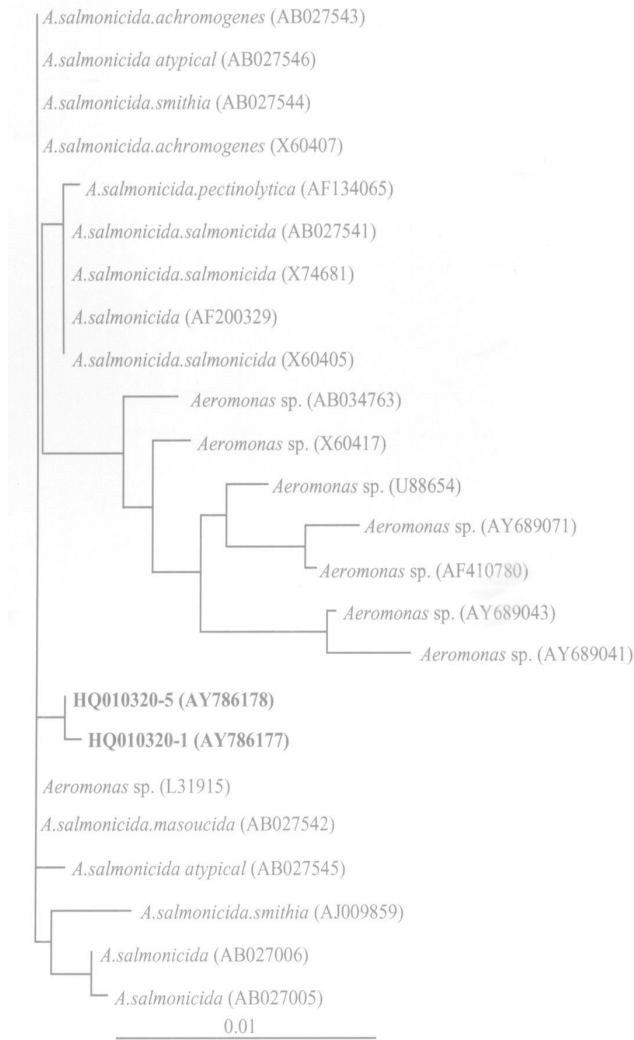 A.salmonicida.achromogenes (AB027543)
A.salmonicida atypical (AB027546)
A.salmonicida.smithia (AB027544)
A.salmonicida.achromogenes (X60407)
A.salmonicida.pectinolytica (AF134065)
A.salmonicida.salmonicida (AB027541)
A.salmonicida.salmonicida (X74681)
A.salmonicida (AF200329)
A.salmonicida.salmonicida (X60405)
Aeromonas sp. (AB034763)
Aeromonas sp. (X60417)
Aeromonas sp. (U88654)
Aeromonas sp. (AY689071)
Aeromonas sp. (AF410780)
Aeromonas sp. (AY689043)
Aeromonas sp. (AY689041)
HQ010320-5 (AY786178)
HQ010320-1 (AY786177)
Aeromonas sp. (L31915)
A.salmonicida.masoucida (AB027542)
A.salmonicida atypical (AB027545)
A.salmonicida.smithia (AJ009859)
A.salmonicida (AB027006)
A.salmonicida (AB027005)
0.01